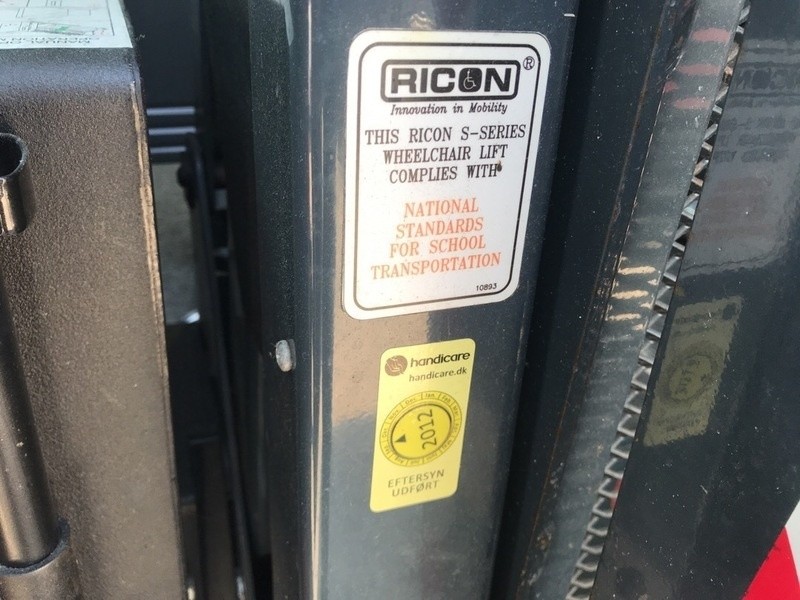 RICON®
Innovation in Mobility
THIS RICON S-SERIES
WHEELCHAIR LIFT
COMPLIES WITH
NATIONAL
STANDARDS
FOR SCHOOL
TRANSPORTATION
10893
handicare
handicare.dk
2012
EFTERSYN
UDFØRT